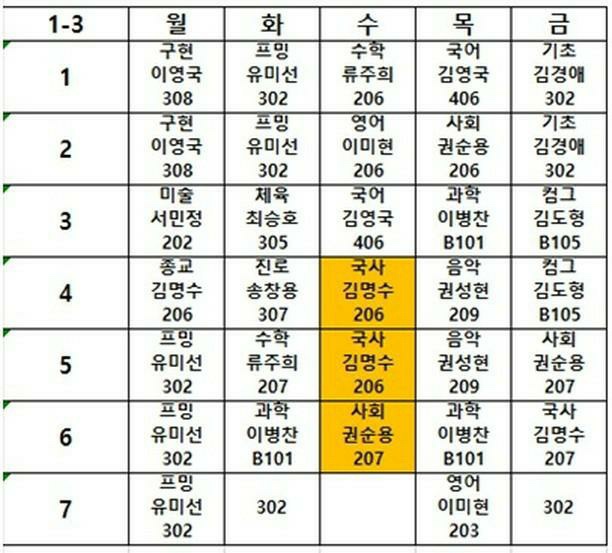 1-3 월 화 수 목 금
1
구현 프밍 수학 국어 기초
이영국 유미선 류주희 김영국 김경애
308 302 206 406 302
2
구현 프밍 영어 사회 기초
이영국 유미선 이미현 권순용 김경애
308 302 206 206 302
3
미술 체육 국어 과학 컴그
서민정 최승호 김영국 이병찬 김도형
202 305 406 B101 B105
4
종교 진로 국사 음악 컴그
김명수 송창용 김명수 권성현 김도형
206 307 206 209 B105
5
프밍 수학 국사 음악 사회
유미선 류주희 김명수 권성현 권순용
302 207 206 209 207
6
프밍 과학 사회 과학 국사
유미선 이병찬 권순용 이병찬 김명수
302 B101 207 B101 207
7
프밍 영어
유미선 302 이미현 302
302 203